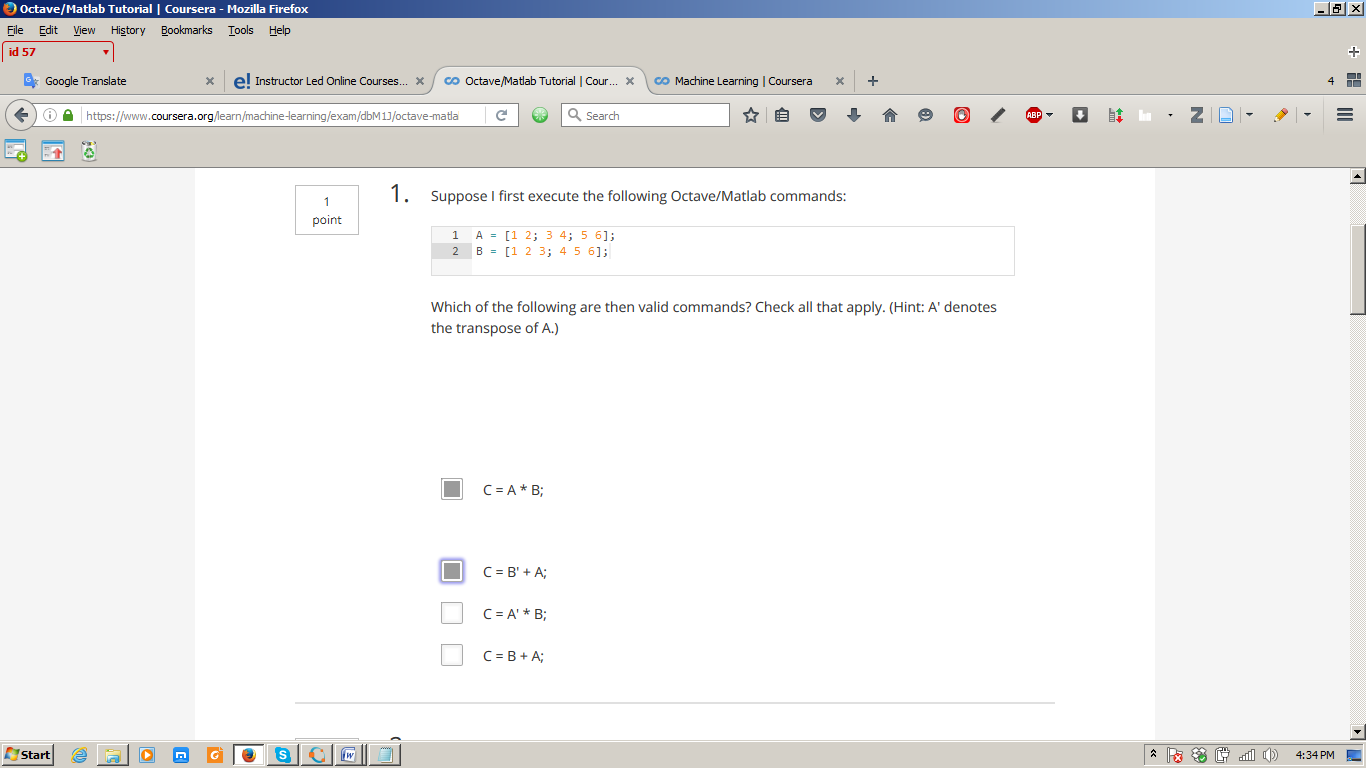 Octave/Matlab Tutorial | Coursera - Mozilla Firefox
File Edit View History Bookmarks Tools Help
id 57
Google Translate
Instructor Led Online Courses...
Octave/Matlab Tutorial | Cour...
Machine Learning | Coursera
4
https://www.coursera.org/learn/machine-learning/exam/dbM1J/octave-matla
Search
ABP
Z
1
point
1.
Suppose I first execute the following Octave/Matlab commands:
1 A = [1 2; 3 4; 5 6];
2 B = [1 2 3; 4 5 6];
Which of the following are then valid commands? Check all that apply. (Hint: A' denotes
the transpose of A.)
C = A * B;
C = B' + A;
C = A' * B;
C = B + A;
Start
4:34 PM